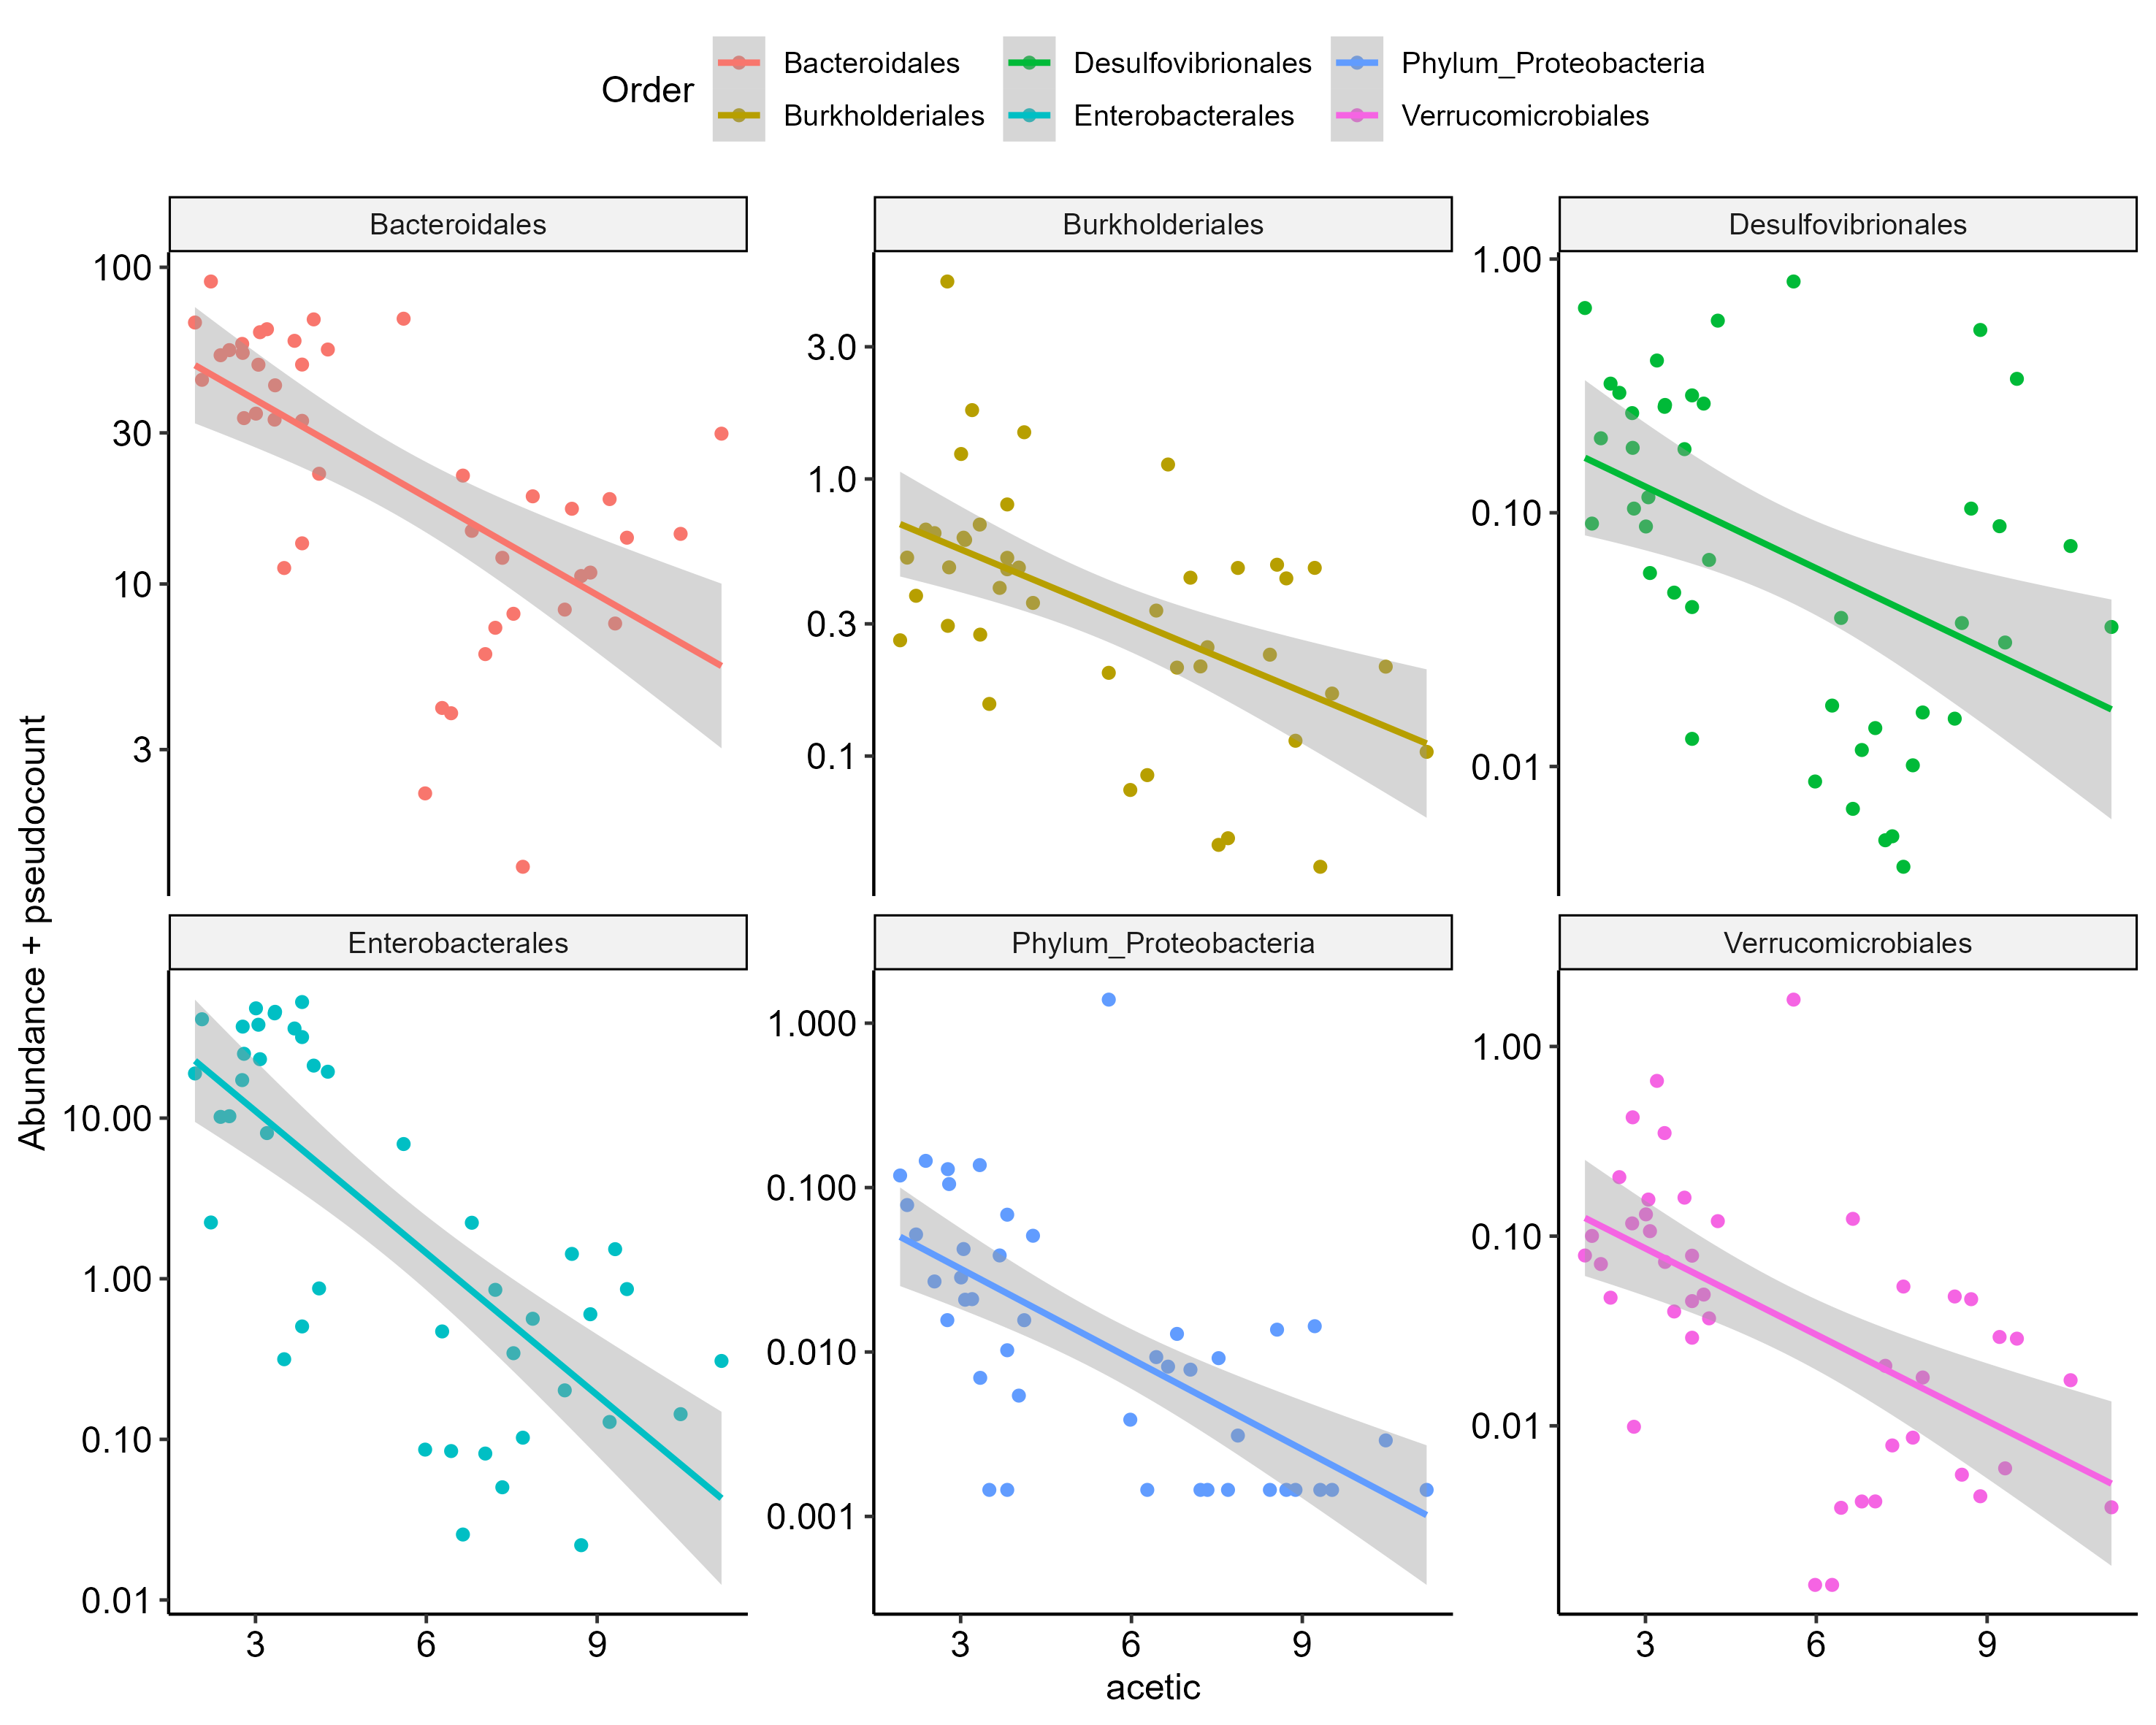 Order
Bacteroidales
Desulfovibrionales
Phylum_Proteobacteria
Burkholderiales
Enterobacterales
Verrucomicrobiales
Bacteroidales
Burkholderiales
Desulfovibrionales
100
30
10
3
3.0
1.0
0.3
0.1
1.00
0.10
0.01
Abundance + pseudocount
Enterobacterales
Phylum_Proteobacteria
Verrucomicrobiales
10.00
1.00
0.10
0.01
1.000
0.100
0.010
0.001
1.00
0.10
0.01
3 6 9
3 6 9
3 6 9
acetic